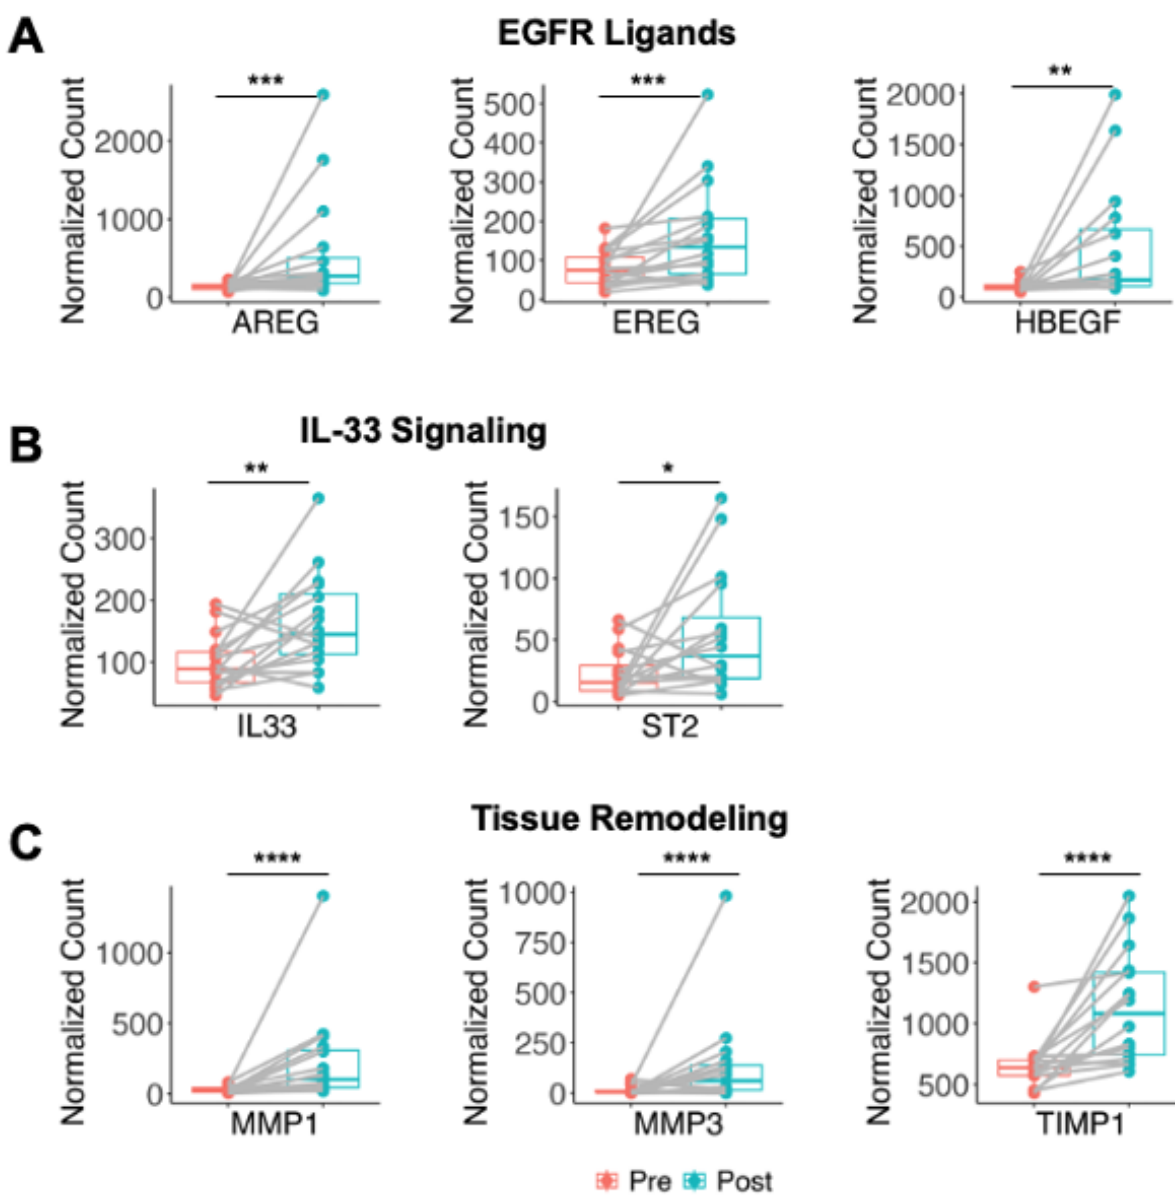 A
EGFR Ligands
Normalized Count
2000
1000
0
***
AREG
Normalized Count
500
400
300
200
100
0
***
EREG
Normalized Count
2000
1500
1000
500
0
**
HBEGF
B
IL-33 Signaling
Normalized Count
300
200
100
**
IL33
Normalized Count
150
100
50
0
*
ST2
C
Tissue Remodeling
Normalized Count
1000
500
0
****
MMP1
Normalized Count
1000
750
500
250
0
****
MMP3
Normalized Count
2000
1500
1000
500
****
TIMP1
Pre Post